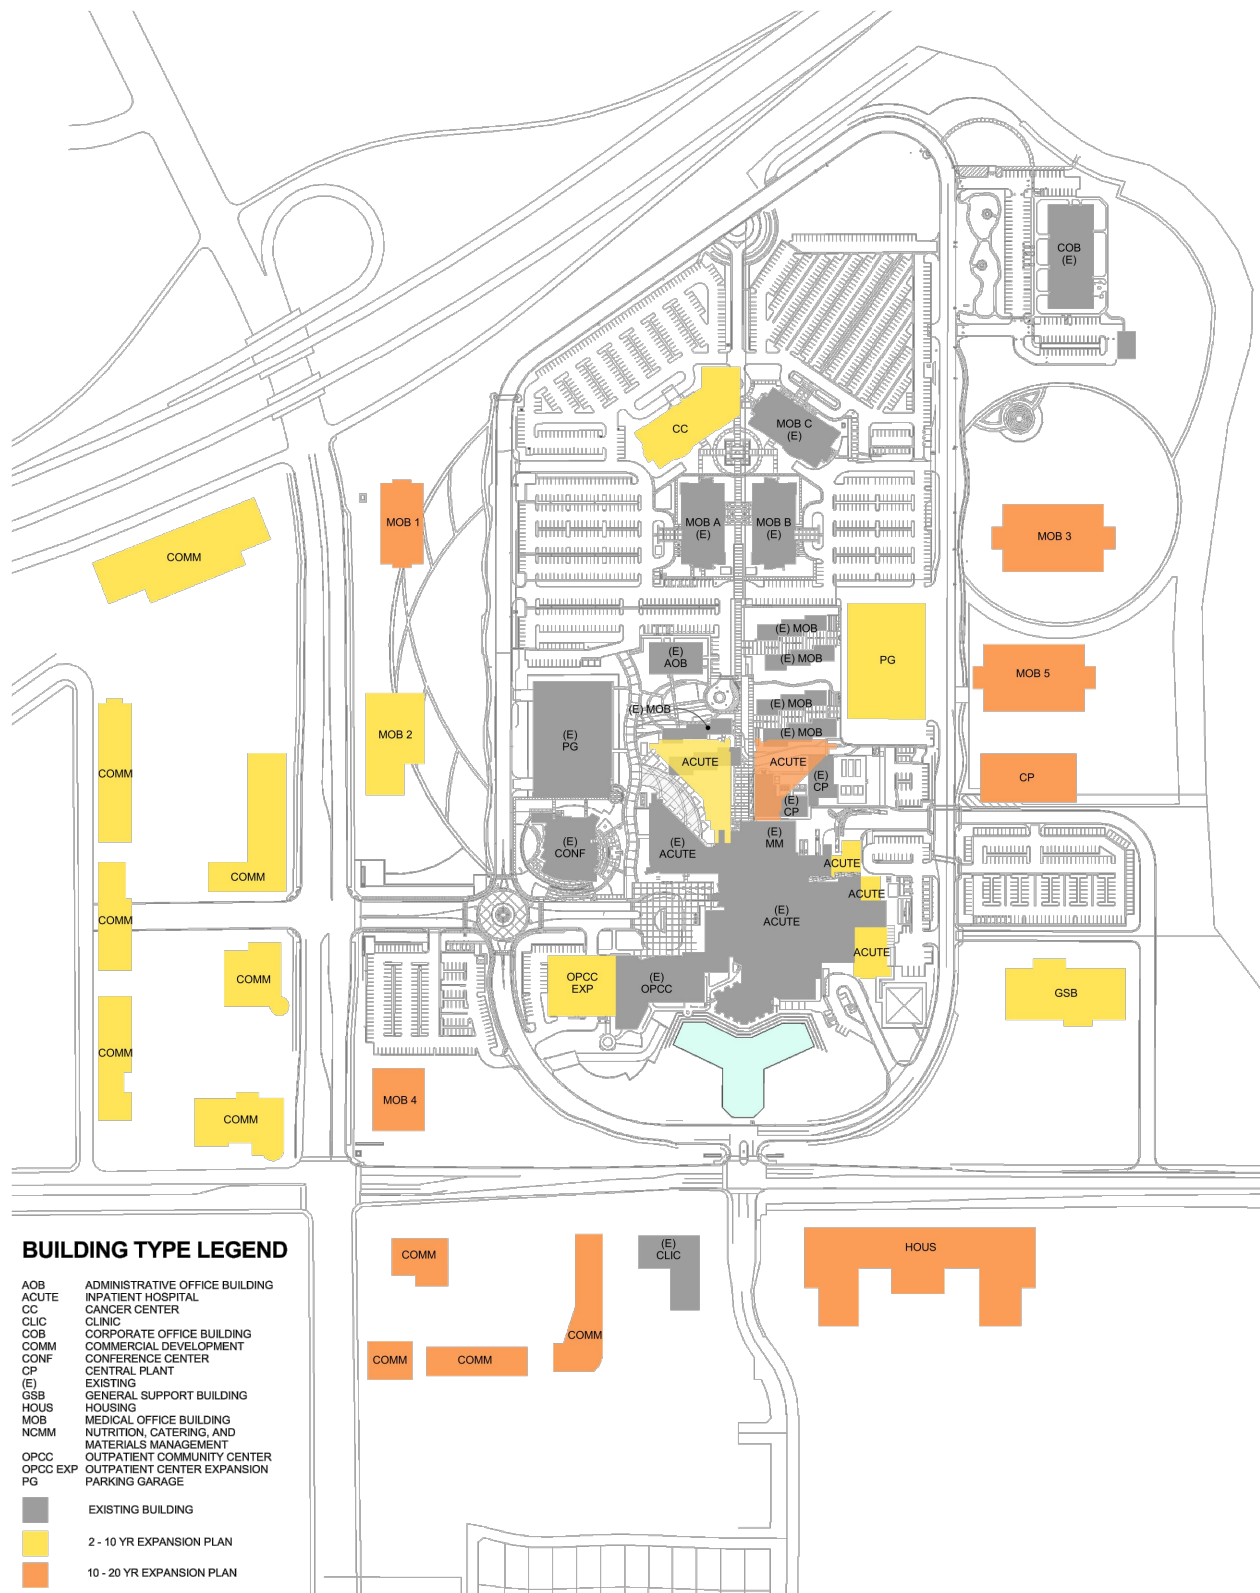 COB
(E)
CC
MOB C
(E)
MOB 1
MOB A
(E)
MOB B
(E)
MOB 3
COMM
(E) MOB
(E)
AOB
(E) MOB
PG
MOB 5
(E) MOB
(E) MOB
(E)
PG
MOB 2
(E) MOB
ACUTE
ACUTE
COMM
(E)
CP
CP
(E)
CP
(E)
CONF
(E)
ACUTE
(E)
MM
ACUTE
COMM
ACUTE
COMM
(E)
ACUTE
ACUTE
COMM
OPCC
EXP
(E)
OPCC
GSB
COMM
MOB 4
COMM
COMM
(E)
CLIC
HOUS
COMM
COMM
COMM
BUILDING TYPE LEGEND
AOB ADMINISTRATIVE OFFICE BUILDING
ACUTE INPATIENT HOSPITAL
CC CANCER CENTER
CLIC CLINIC
COB CORPORATE OFFICE BUILDING
COMM COMMERCIAL DEVELOPMENT
CONF CONFERENCE CENTER
CP CENTRAL PLANT
(E) EXISTING
GSB GENERAL SUPPORT BUILDING
HOUS HOUSING
MOB MEDICAL OFFICE BUILDING
NCMM NUTRITION, CATERING, AND
MATERIALS MANAGEMENT
OPCC OUTPATIENT COMMUNITY CENTER
OPCC EXP OUTPATIENT CENTER EXPANSION
PG PARKING GARAGE
EXISTING BUILDING
2 - 10 YR EXPANSION PLAN
10 - 20 YR EXPANSION PLAN